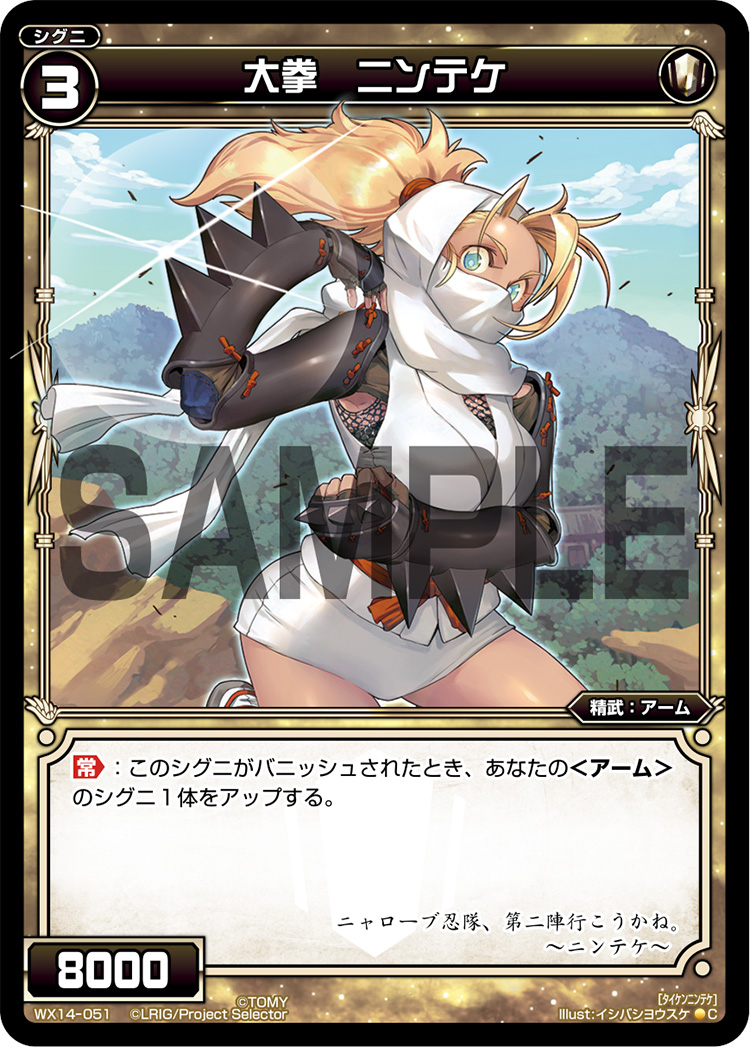 シグニ
3
大拳 ニンテケ
SAMPLE
精武：アーム
常：このシグニがバニッシュされたとき、あなたの<アーム>
のシグニ1体をアップする。
ニャローブ忍隊、第二陣行こうかね。
～ニンテケ～
8000
[タイケンニンテケ]
©TOMY
WX14-051 ©LRIG/Project Selector Illust:イシバシヨウスケ C